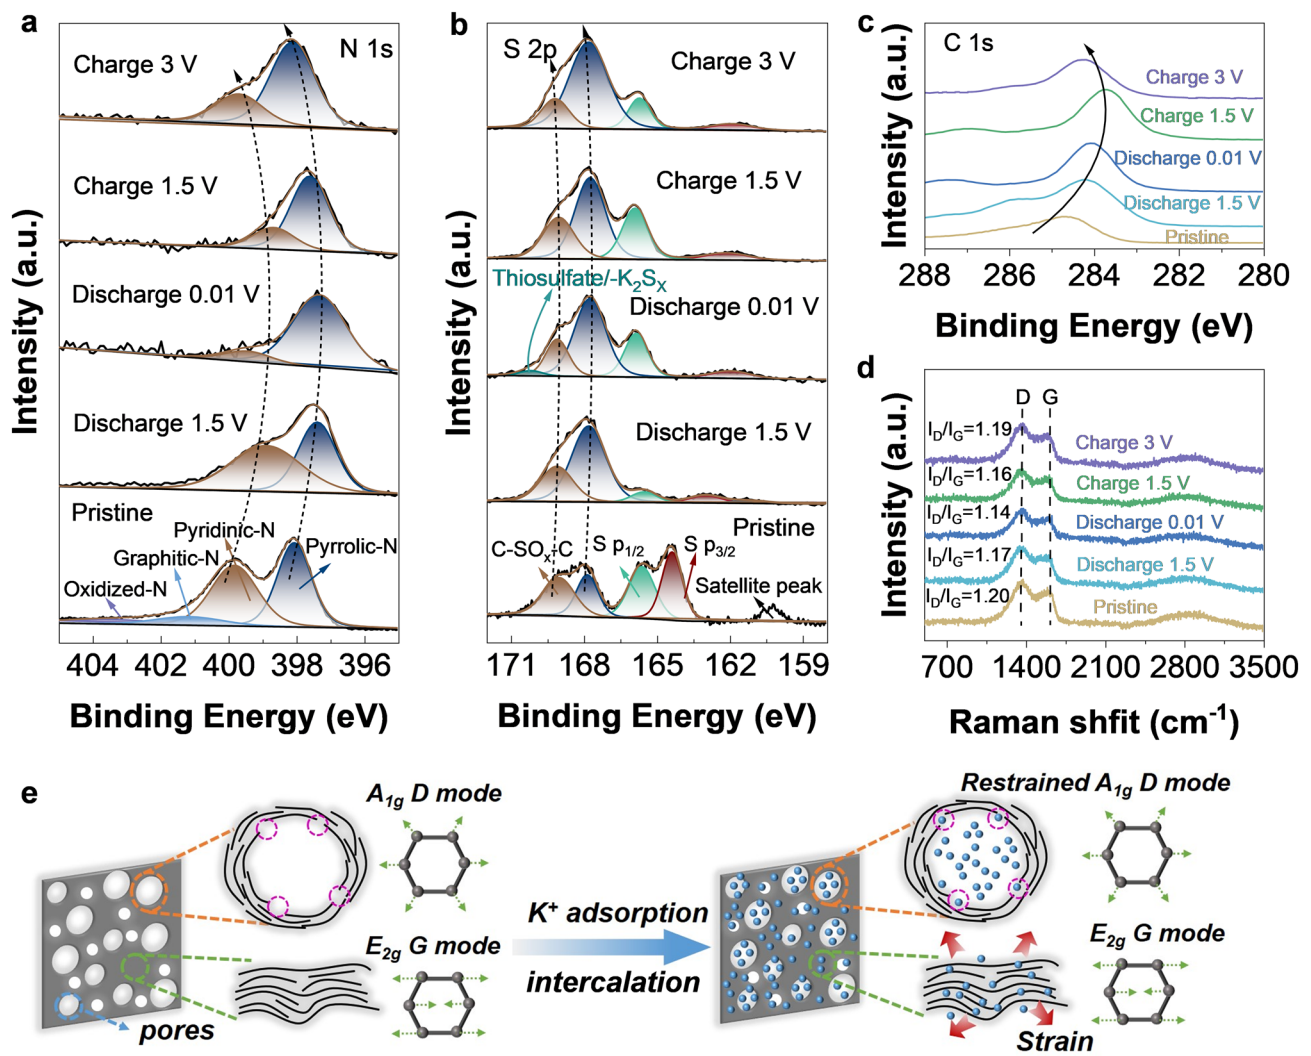 a
N 1s
Charge 3 V
Charge 1.5 V
Discharge 0.01 V
Discharge 1.5 V
Pristine
Pyridinic-N
Graphitic-N
Pyrrolic-N
Oxidized-N
Intensity (a.u.)
404 402 400 398 396
Binding Energy (eV)
b
S 2p
Charge 3 V
Charge 1.5 V
Thiosulfate/-K2SX
Discharge 0.01 V
Discharge 1.5 V
Pristine
C-SOx-C
S p1/2
S p3/2
Satellite peak
Intensity (a.u.)
171 168 165 162 159
Binding Energy (eV)
c
C 1s
Charge 3 V
Charge 1.5 V
Discharge 0.01 V
Discharge 1.5 V
Pristine
Intensity (a.u.)
288 286 284 282 280
Binding Energy (eV)
d
D G
ID/IG=1.19
Charge 3 V
ID/IG=1.16
Charge 1.5 V
ID/IG=1.14
Discharge 0.01 V
ID/IG=1.17
Discharge 1.5 V
ID/IG=1.20
Pristine
Intensity (a.u.)
700 1400 2100 2800 3500
Raman shfit (cm-1)
e
A1g D mode
E2g G mode
pores
K+ adsorption
intercalation
Restrained A1g D mode
E2g G mode
Strain